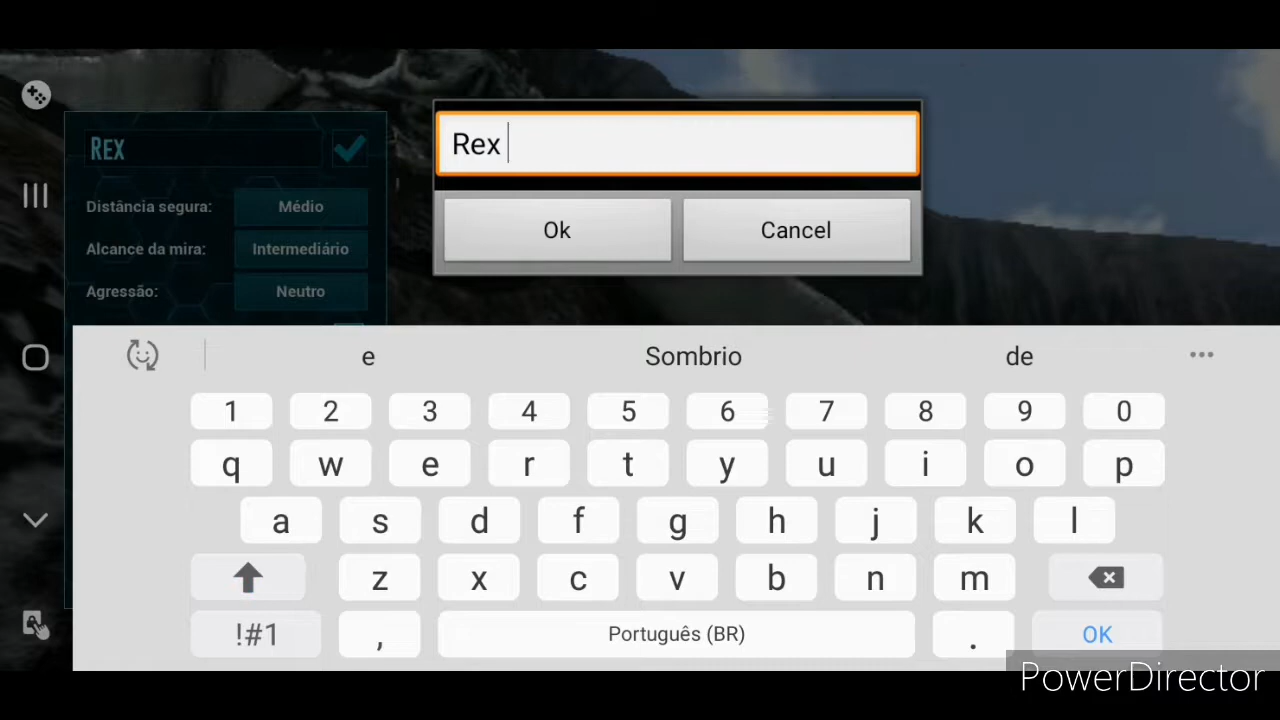 Rex
Ok Cancel
REX
Distância segura: Médio
Alcance da mira: Intermediário
Agressão: Neutro
e Sombrio de
1 2 3 4 5 6 7 8 9 0
q w e r t y u i o p
a s d f g h j k l
z x c v b n m
!#1 , Português (BR) . OK
PowerDirector